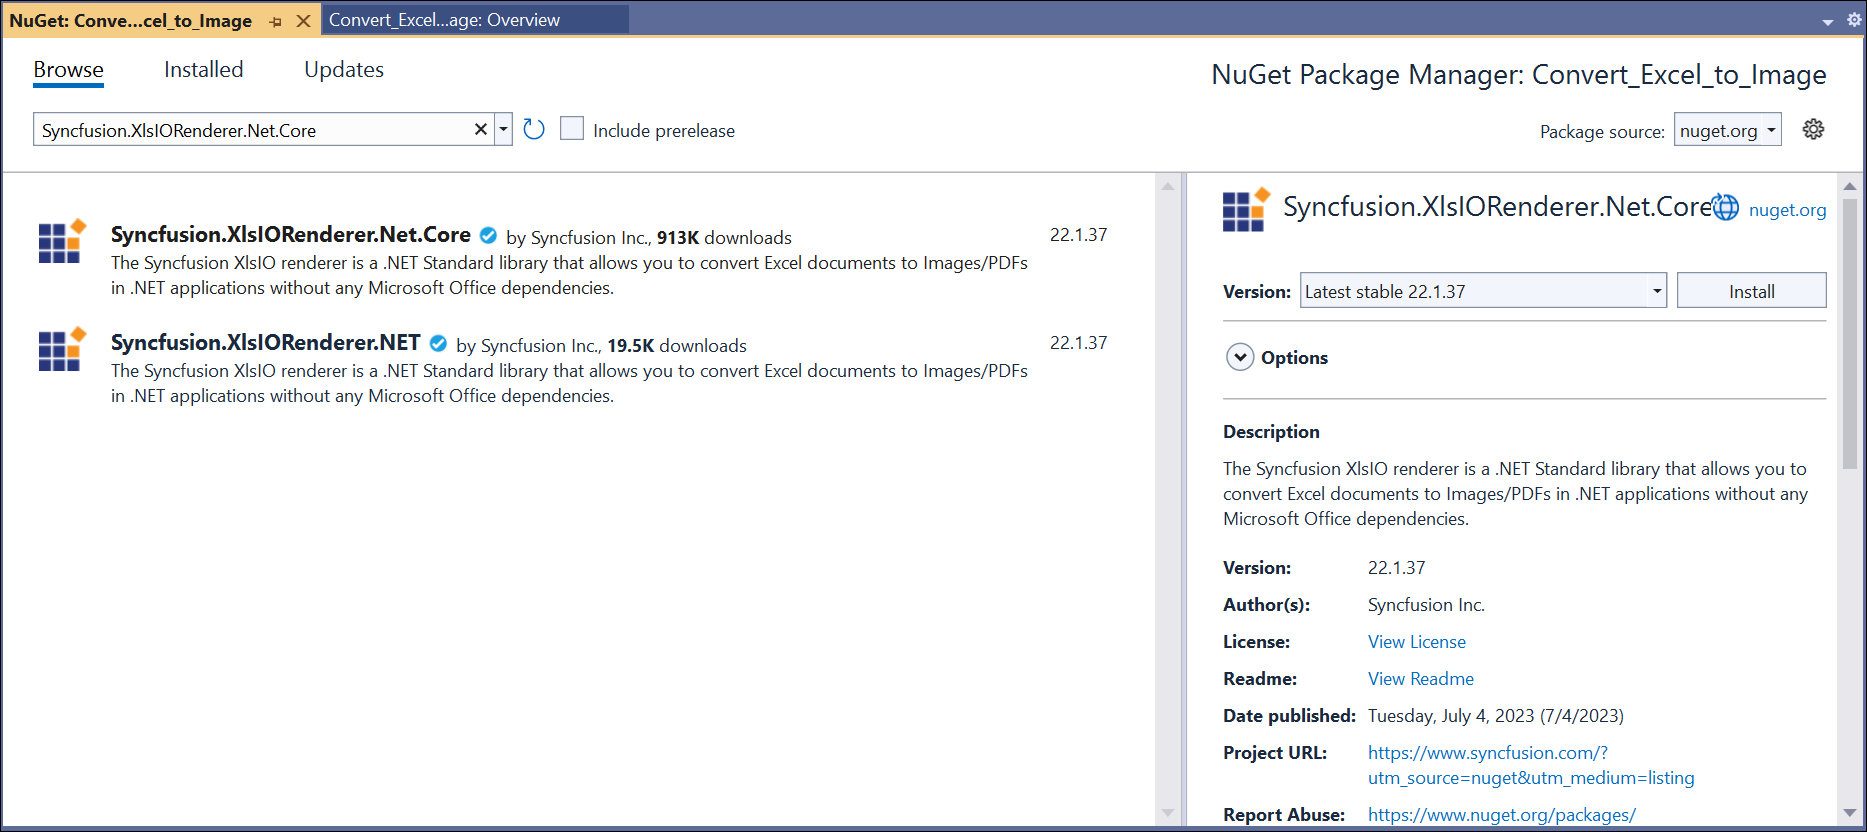 NuGet: Conve...cel_to_Image
Convert_Excel...age: Overview
Browse
Installed
Updates
NuGet Package Manager: Convert_Excel_to_Image
Syncfusion.XlsIORenderer.Net.Core
Include prerelease
Package source:
nuget.org
Syncfusion.XlsIORenderer.Net.Core by Syncfusion Inc., 913K downloads
22.1.37
The Syncfusion XlsIO renderer is a .NET Standard library that allows you to convert Excel documents to Images/PDFs
in .NET applications without any Microsoft Office dependencies.
Syncfusion.XlsIORenderer.NET by Syncfusion Inc., 19.5K downloads
22.1.37
The Syncfusion XlsIO renderer is a .NET Standard library that allows you to convert Excel documents to Images/PDFs
in .NET applications without any Microsoft Office dependencies.
Syncfusion.XlsIORenderer.Net.Core
nuget.org
Version:
Latest stable 22.1.37
Install
Options
Description
The Syncfusion XlsIO renderer is a .NET Standard library that allows you to
convert Excel documents to Images/PDFs in .NET applications without any
Microsoft Office dependencies.
Version: 22.1.37
Author(s): Syncfusion Inc.
License: View License
Readme: View Readme
Date published: Tuesday, July 4, 2023 (7/4/2023)
Project URL: https://www.syncfusion.com/?
utm_source=nuget&utm_medium=listing
Report Abuse: https://www.nuget.org/packages/